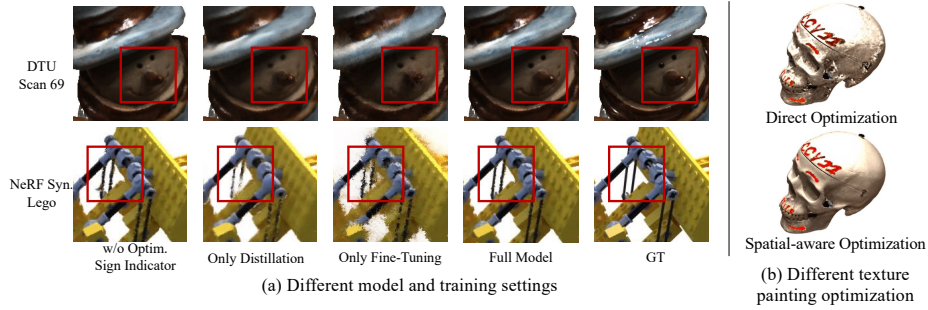 DTU
Scan 69
NeRF Syn.
Lego
w/o Optim.
Sign Indicator
Only Distillation
Only Fine-Tuning
Full Model
GT
(a) Different model and training settings
Direct Optimization
Spatial-aware Optimization
(b) Different texture
painting optimization